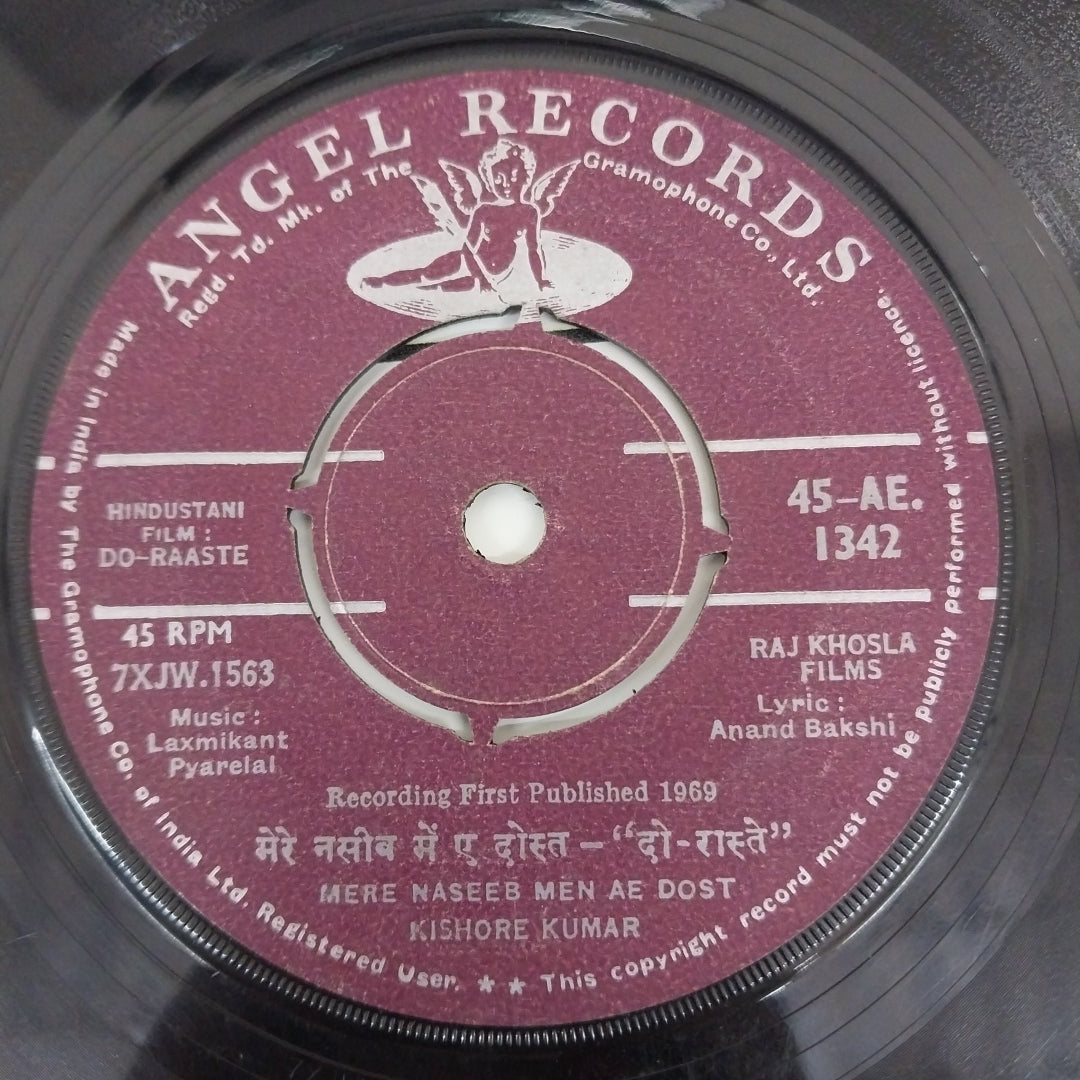 ANGEL RECORDS
Regd. Td. Mk. of The Gramophone Co., Ltd.
HINDUSTANI
FILM :
DO-RAASTE
45-AE.
1342
45 RPM
7XJW.1563
Music :
Laxmikant
Pyarelal
RAJ KHOSLA
FILMS
Lyric :
Anand Bakshi
Recording First Published 1969
मेरे नसीब में ए दोस्त – “दो-रास्ते”
MERE NASEEB MEN AE DOST
KISHORE KUMAR
Made in India by The Gramophone Co. of India Ltd. Registered User. ★ ★ This copyright record must not be publicly performed without licence.